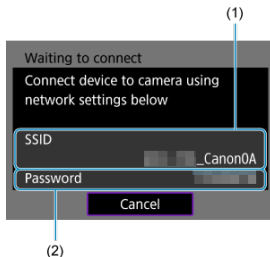 (1)
Waiting to connect
Connect device to camera using
network settings below
SSID
_Canon0A
Password
Cancel
(2)